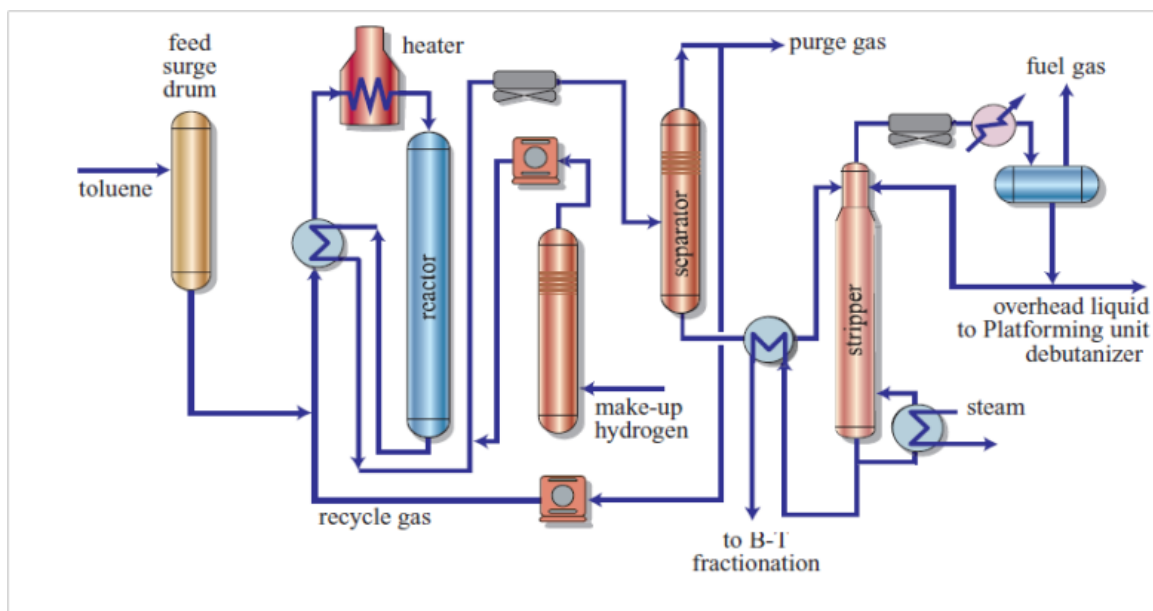 feed
surge
drum
heater
purge gas
fuel gas
toluene
reactor
separator
stripper
make-up
hydrogen
overhead liquid
to Platforming unit
debutanizer
steam
recycle gas
to B-T
fractionation